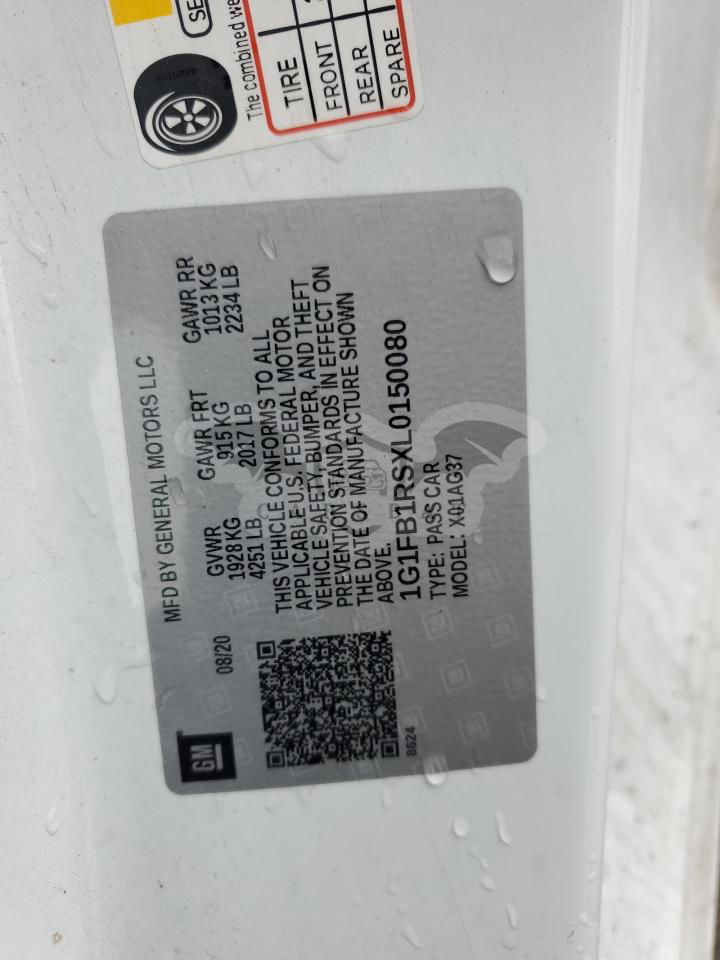 SE
The combined we
TIRE
FRONT
REAR
SPARE
GM
MFD BY GENERAL MOTORS LLC
08/20
GVWR GAWR FRT GAWR RR
1928 KG 915 KG 1013 KG
4251 LB 2017 LB 2234 LB
THIS VEHICLE CONFORMS TO ALL
APPLICABLE U.S. FEDERAL MOTOR
VEHICLE SAFETY, BUMPER, AND THEFT
PREVENTION STANDARDS IN EFFECT ON
THE DATE OF MANUFACTURE SHOWN
ABOVE.
1G1FB1RSXL0150080
TYPE: PASS CAR
MODEL: X01AG37
8624